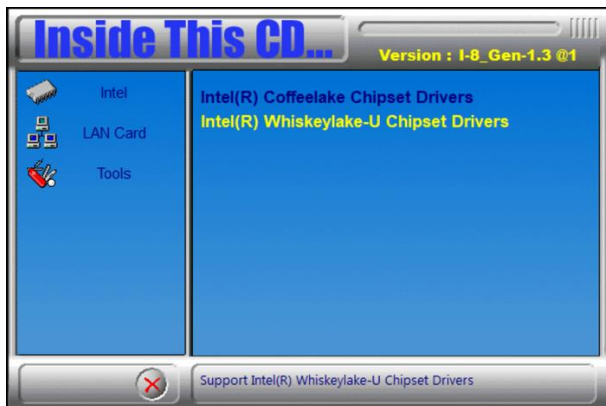 Inside This CD...
Version : I-8_Gen-1.3 @1
Intel
LAN Card
Tools
Intel(R) Coffeelake Chipset Drivers
Intel(R) Whiskeylake-U Chipset Drivers
Support Intel(R) Whiskeylake-U Chipset Drivers